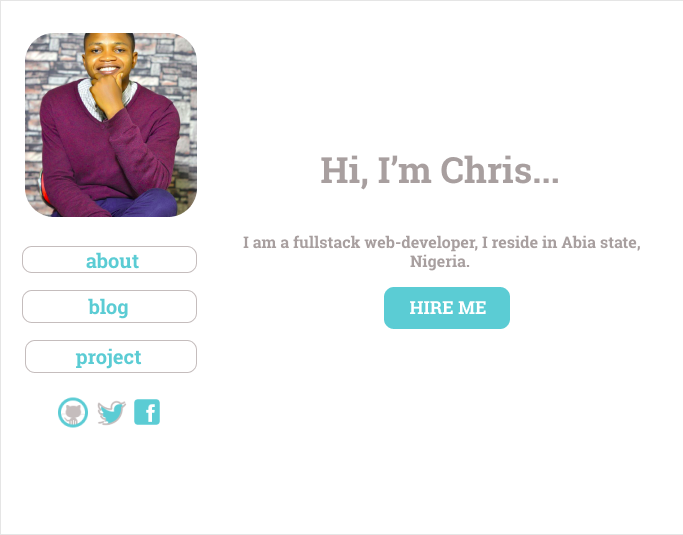 Hi, I’m Chris...
I am a fullstack web-developer, I reside in Abia state,
Nigeria.
HIRE ME
about
blog
project